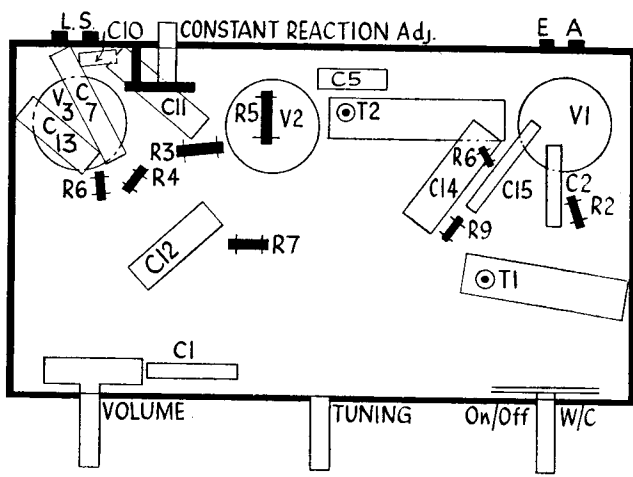 L. S.
C10
CONSTANT REACTION Adj.
E A
C5
V3
C7
C11
R5
V2
T2
V1
C13
R3
R6
C14
C15
C2
R6
R4
R2
R9
C12
R7
T1
C1
VOLUME
TUNING
On/Off
W/C